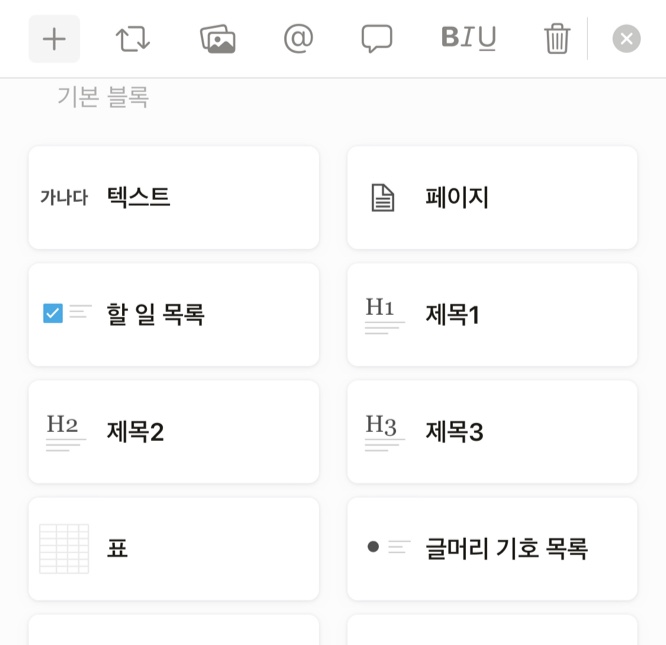 @
BIU
기본 블록
가나다 텍스트
페이지
할 일 목록
H1 제목1
H2 제목2
H3 제목3
표
글머리 기호 목록